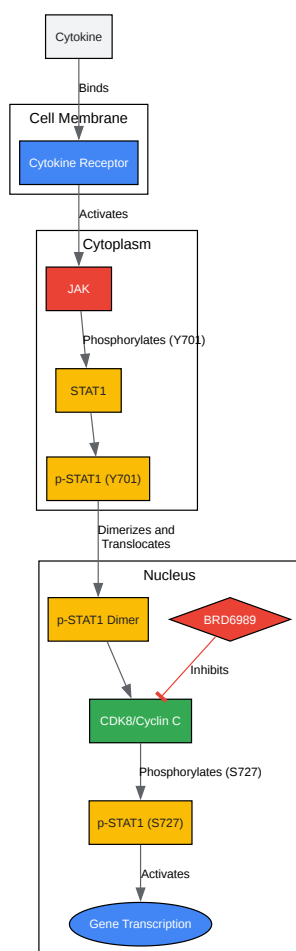 Cytokine
Binds
Cell Membrane
Cytokine Receptor
Activates
Cytoplasm
JAK
Phosphorylates (Y701)
STAT1
p-STAT1 (Y701)
Dimerizes and
Translocates
Nucleus
p-STAT1 Dimer
BRD6989
Inhibits
CDK8/Cyclin C
Phosphorylates (S727)
p-STAT1 (S727)
Activates
Gene Transcription